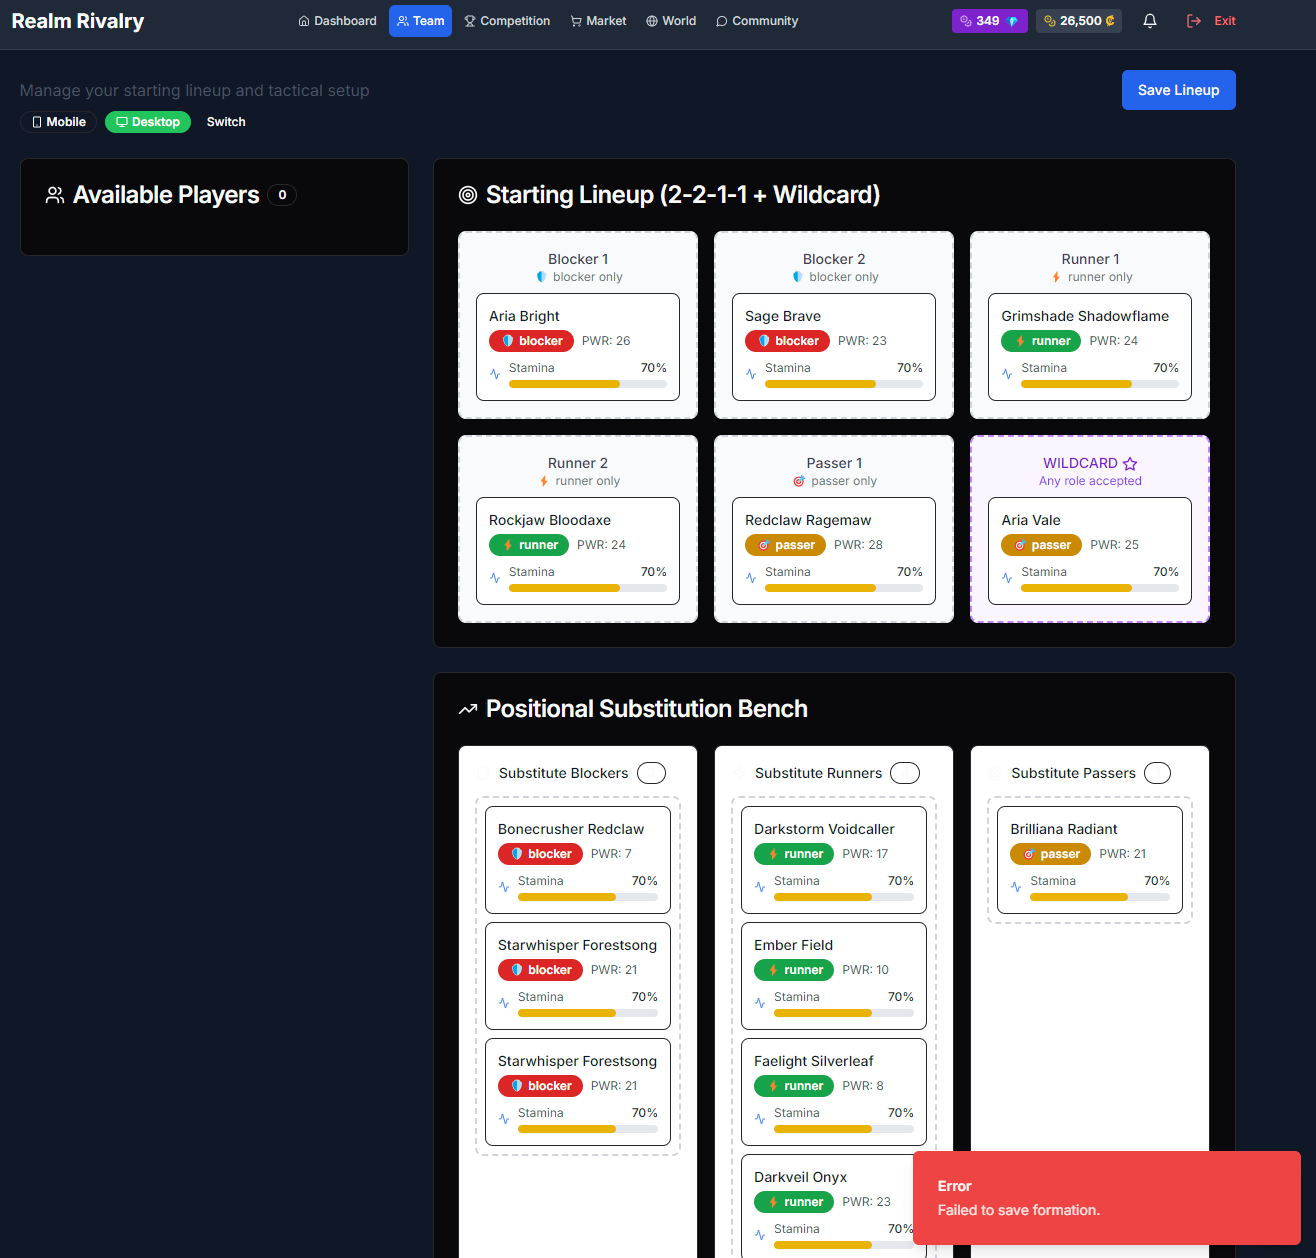 Realm Rivalry
Dashboard
Team
Competition
Market
World
Community
349
26,500 ₡
Exit
Manage your starting lineup and tactical setup
Save Lineup
Mobile
Desktop
Switch
Available Players 0
Starting Lineup (2-2-1-1 + Wildcard)
Blocker 1
blocker only
Aria Bright
blocker PWR: 26
Stamina 70%
Blocker 2
blocker only
Sage Brave
blocker PWR: 23
Stamina 70%
Runner 1
runner only
Grimshade Shadowflame
runner PWR: 24
Stamina 70%
Runner 2
runner only
Rockjaw Bloodaxe
runner PWR: 24
Stamina 70%
Passer 1
passer only
Redclaw Ragemaw
passer PWR: 28
Stamina 70%
WILDCARD
Any role accepted
Aria Vale
passer PWR: 25
Stamina 70%
Positional Substitution Bench
Substitute Blockers
Bonecrusher Redclaw
blocker PWR: 7
Stamina 70%
Starwhisper Forestsong
blocker PWR: 21
Stamina 70%
Starwhisper Forestsong
blocker PWR: 21
Stamina 70%
Substitute Runners
Darkstorm Voidcaller
runner PWR: 17
Stamina 70%
Ember Field
runner PWR: 10
Stamina 70%
Faelight Silverleaf
runner PWR: 8
Stamina 70%
Darkveil Onyx
runner PWR: 23
Stamina 70%
Substitute Passers
Brilliana Radiant
passer PWR: 21
Stamina 70%
Error
Failed to save formation.